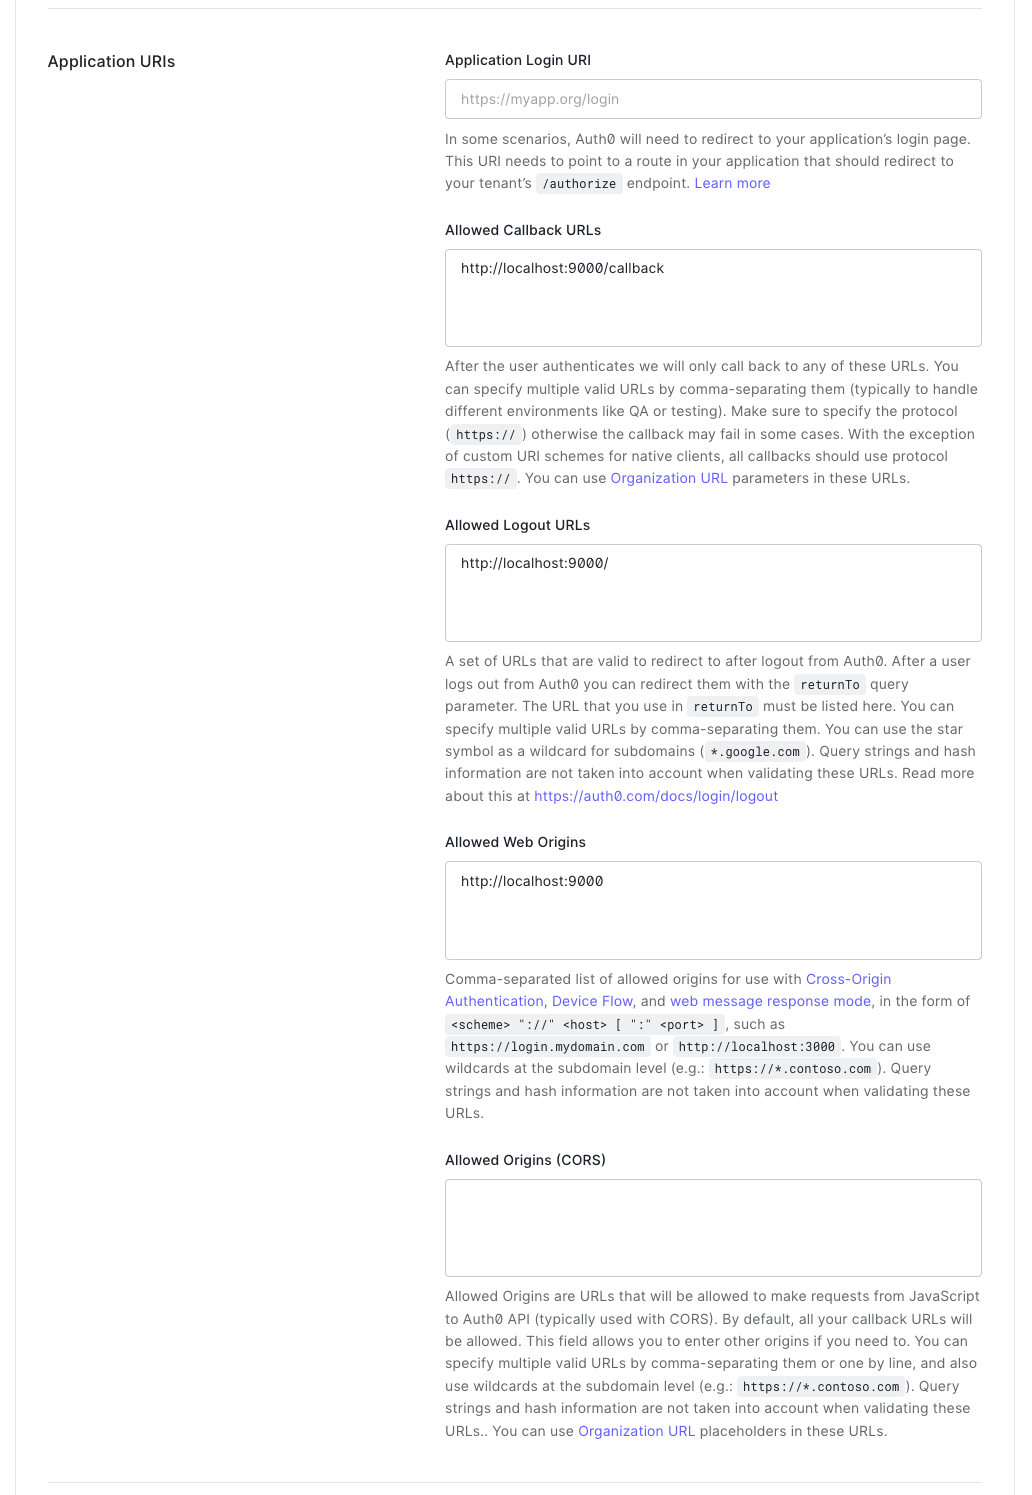 Application URIs
Application Login URI
https://myapp.org/login
In some scenarios, Auth0 will need to redirect to your application’s login page.
This URI needs to point to a route in your application that should redirect to
your tenant’s /authorize endpoint. Learn more
Allowed Callback URLs
http://localhost:9000/callback
After the user authenticates we will only call back to any of these URLs. You
can specify multiple valid URLs by comma-separating them (typically to handle
different environments like QA or testing). Make sure to specify the protocol
( https:// ) otherwise the callback may fail in some cases. With the exception
of custom URI schemes for native clients, all callbacks should use protocol
https:// . You can use Organization URL parameters in these URLs.
Allowed Logout URLs
http://localhost:9000/
A set of URLs that are valid to redirect to after logout from Auth0. After a user
logs out from Auth0 you can redirect them with the returnTo query
parameter. The URL that you use in returnTo must be listed here. You can
specify multiple valid URLs by comma-separating them. You can use the star
symbol as a wildcard for subdomains ( *.google.com ). Query strings and hash
information are not taken into account when validating these URLs. Read more
about this at https://auth0.com/docs/login/logout
Allowed Web Origins
http://localhost:9000
Comma-separated list of allowed origins for use with Cross-Origin
Authentication, Device Flow, and web message response mode, in the form of
<scheme> "://" <host> [ ":" <port> ] , such as
https://login.mydomain.com or http://localhost:3000 . You can use
wildcards at the subdomain level (e.g.: https://*.contoso.com ). Query
strings and hash information are not taken into account when validating these
URLs.
Allowed Origins (CORS)
Allowed Origins are URLs that will be allowed to make requests from JavaScript
to Auth0 API (typically used with CORS). By default, all your callback URLs will
be allowed. This field allows you to enter other origins if you need to. You can
specify multiple valid URLs by comma-separating them or one by line, and also
use wildcards at the subdomain level (e.g.: https://*.contoso.com ). Query
strings and hash information are not taken into account when validating these
URLs.. You can use Organization URL placeholders in these URLs.